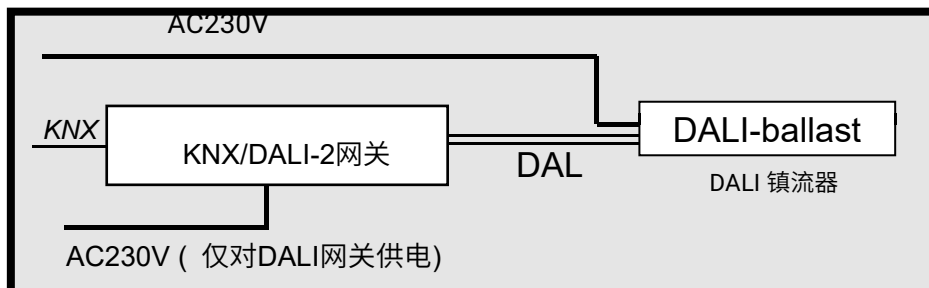 AC230V
KNX
KNX/DALI-2网关
DAL
DALI-ballast
DALI 镇流器
AC230V ( 仅对DALI网关供电)